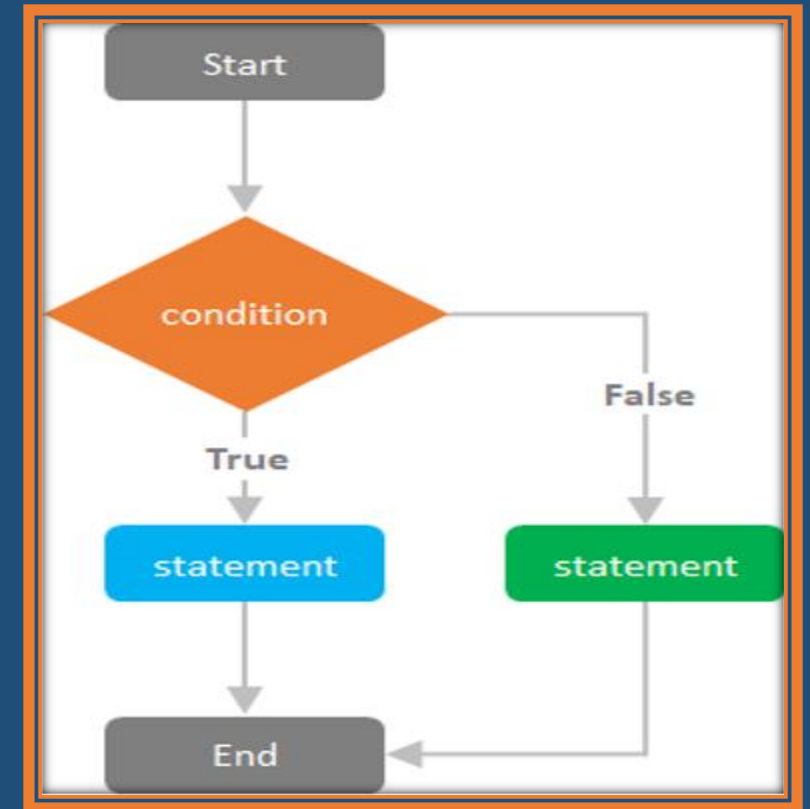 Start
condition
False
True
statement
statement
End